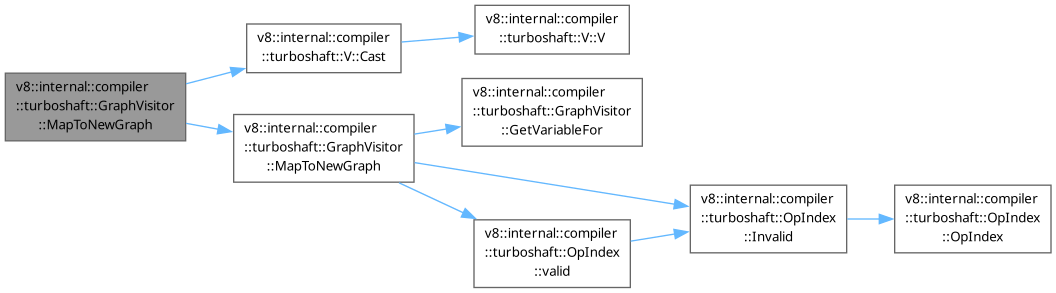 v8::internal::compiler
::turboshaft::GraphVisitor
::MapToNewGraph
v8::internal::compiler
::turboshaft::V::Cast
v8::internal::compiler
::turboshaft::V::V
v8::internal::compiler
::turboshaft::GraphVisitor
::MapToNewGraph
v8::internal::compiler
::turboshaft::GraphVisitor
::GetVariableFor
v8::internal::compiler
::turboshaft::OpIndex
::valid
v8::internal::compiler
::turboshaft::OpIndex
::Invalid
v8::internal::compiler
::turboshaft::OpIndex
::OpIndex